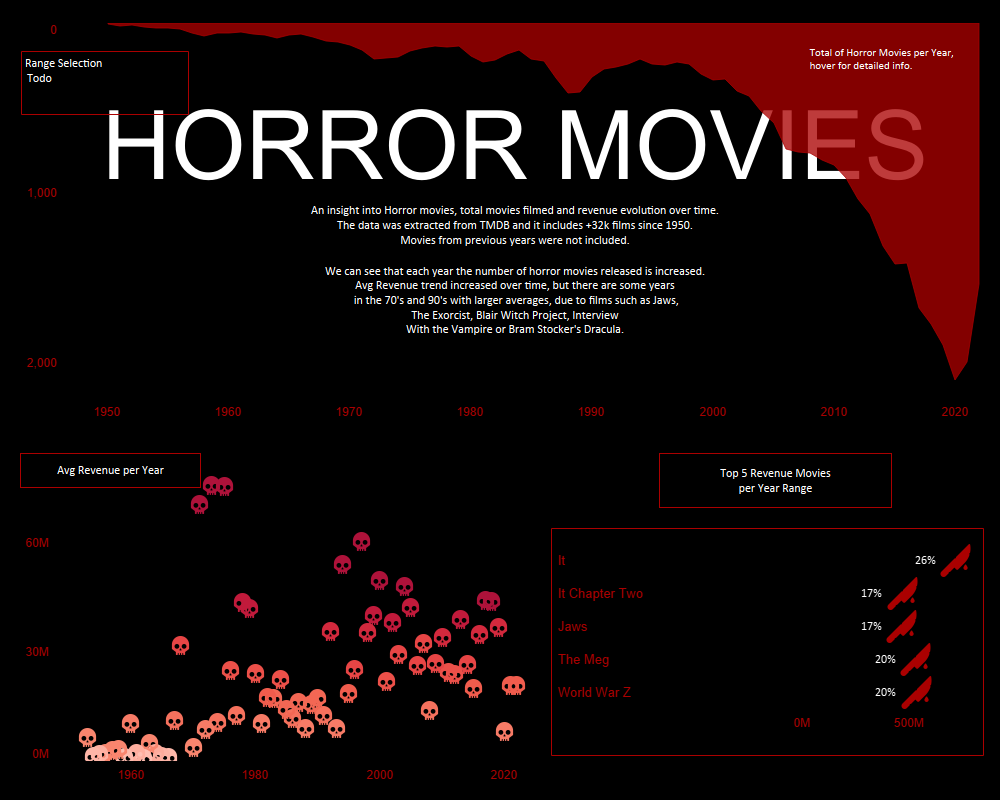 0
Range Selection
Todo
Total of Horror Movies per Year,
hover for detailed info.
HORROR MOVIES
1,000
An insight into Horror movies, total movies filmed and revenue evolution over time.
The data was extracted from TMDB and it includes +32k films since 1950.
Movies from previous years were not included.
We can see that each year the number of horror movies released is increased.
Avg Revenue trend increased over time, but there are some years
in the 70's and 90's with larger averages, due to films such as Jaws,
The Exorcist, Blair Witch Project, Interview
With the Vampire or Bram Stocker's Dracula.
2,000
1950 1960 1970 1980 1990 2000 2010 2020
Avg Revenue per Year
60M
30M
0M
1960 1980 2000 2020
Top 5 Revenue Movies
per Year Range
It 26%
It Chapter Two 17%
Jaws 17%
The Meg 20%
World War Z 20%
0M 500M